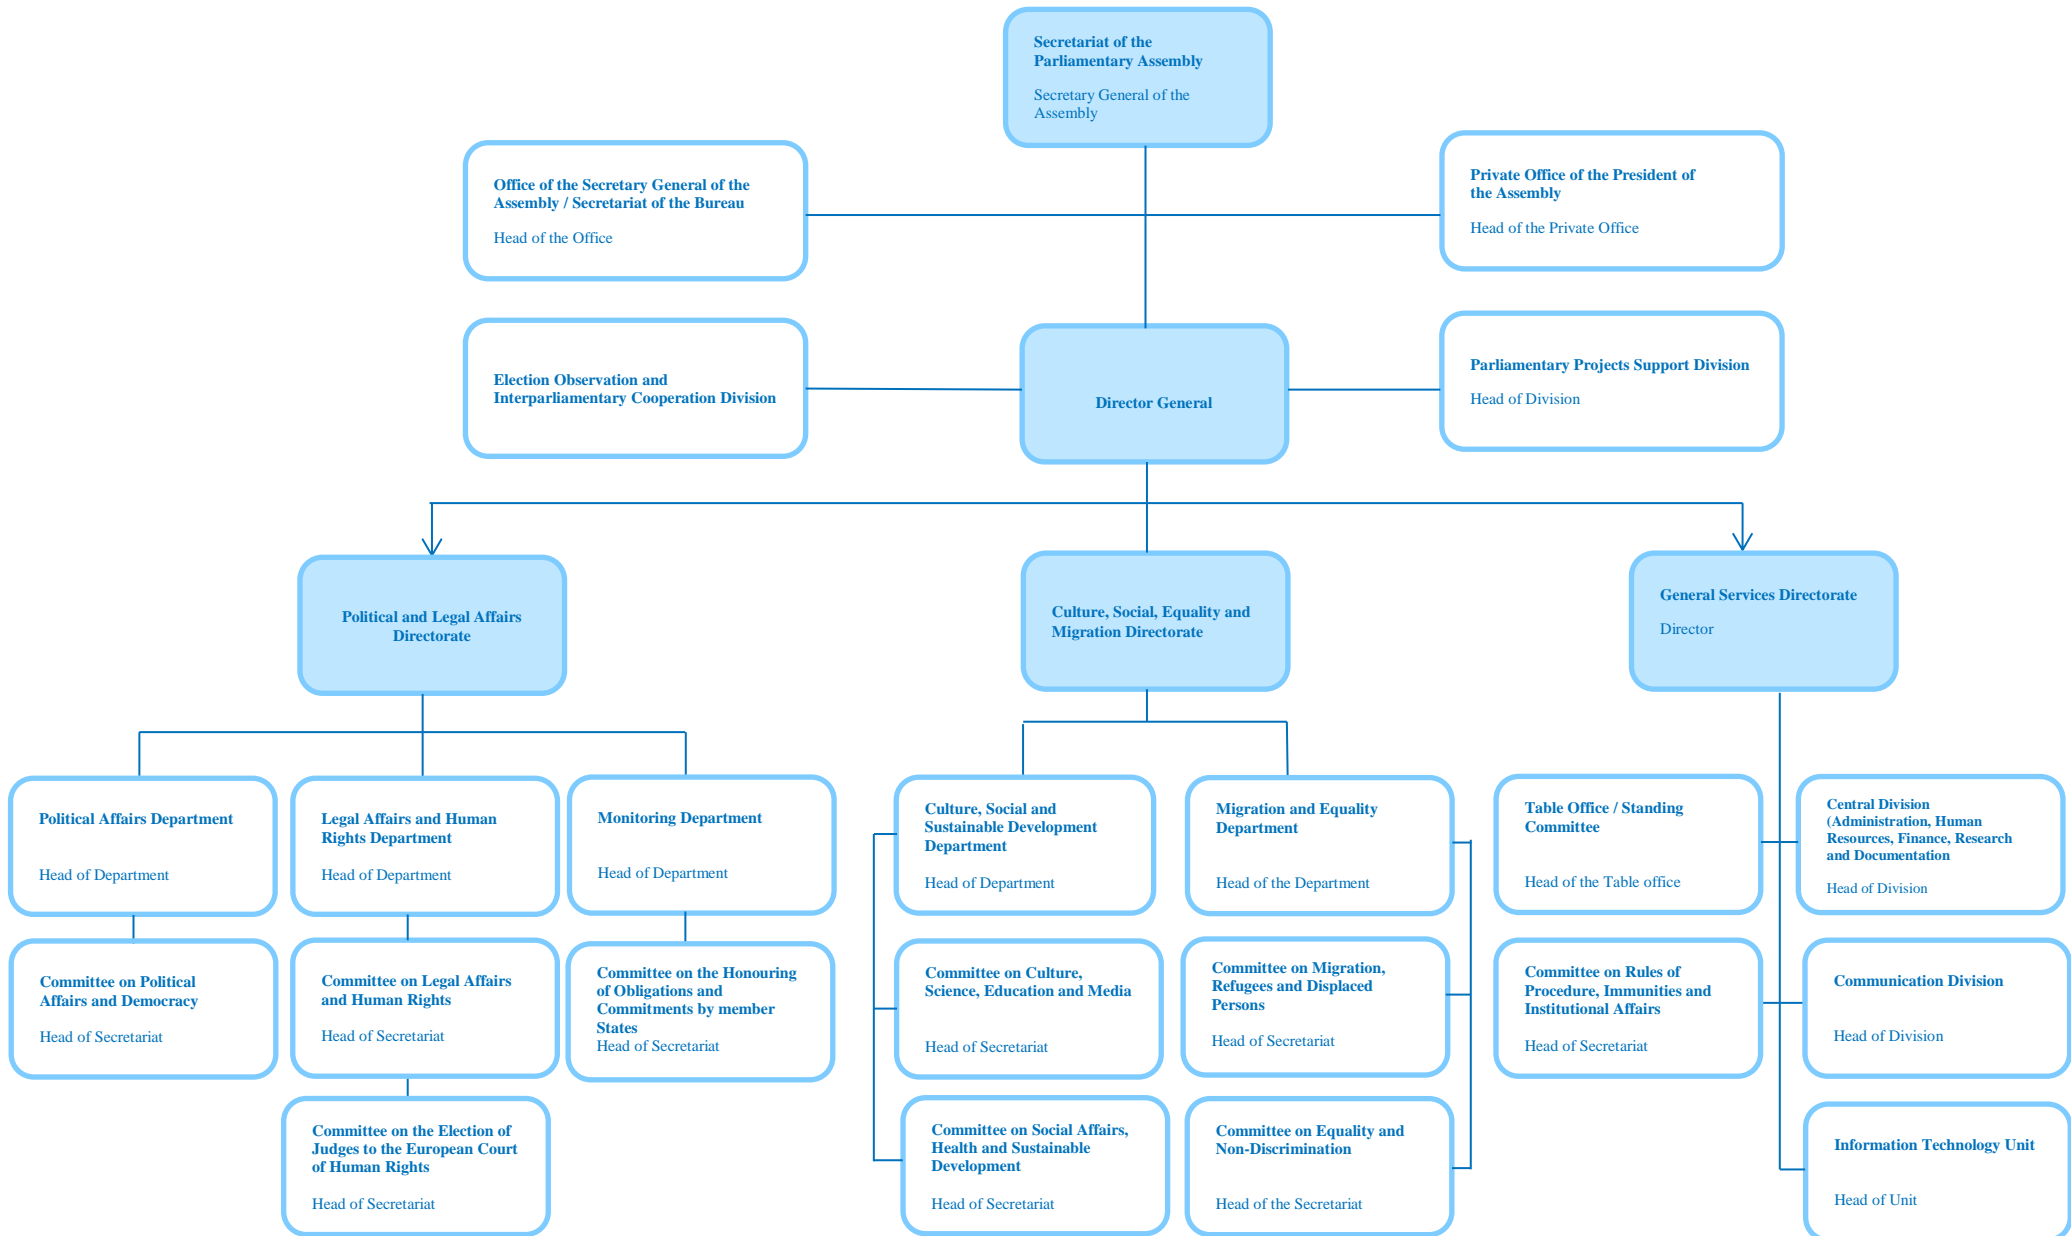 Secretariat of the
Parliamentary Assembly
Secretary General of the
Assembly
Office of the Secretary General of the
Assembly / Secretariat of the Bureau
Head of the Office
Private Office of the President of
the Assembly
Head of the Private Office
Election Observation and
Interparliamentary Cooperation Division
Director General
Parliamentary Projects Support Division
Head of Division
Political and Legal Affairs
Directorate
Culture, Social, Equality and
Migration Directorate
General Services Directorate
Director
Political Affairs Department
Head of Department
Legal Affairs and Human
Rights Department
Head of Department
Monitoring Department
Head of Department
Culture, Social and
Sustainable Development
Department
Head of Department
Migration and Equality
Department
Head of the Department
Table Office / Standing
Committee
Head of the Table office
Central Division
(Administration, Human
Resources, Finance, Research
and Documentation
Head of Division
Committee on Political
Affairs and Democracy
Head of Secretariat
Committee on Legal Affairs
and Human Rights
Head of Secretariat
Committee on the Honouring
of Obligations and
Commitments by member
States
Head of Secretariat
Committee on Culture,
Science, Education and Media
Head of Secretariat
Committee on Migration,
Refugees and Displaced
Persons
Head of Secretariat
Committee on Rules of
Procedure, Immunities and
Institutional Affairs
Head of Secretariat
Communication Division
Head of Division
Committee on the Election of
Judges to the European Court
of Human Rights
Head of Secretariat
Committee on Social Affairs,
Health and Sustainable
Development
Head of Secretariat
Committee on Equality and
Non-Discrimination
Head of the Secretariat
Information Technology Unit
Head of Unit